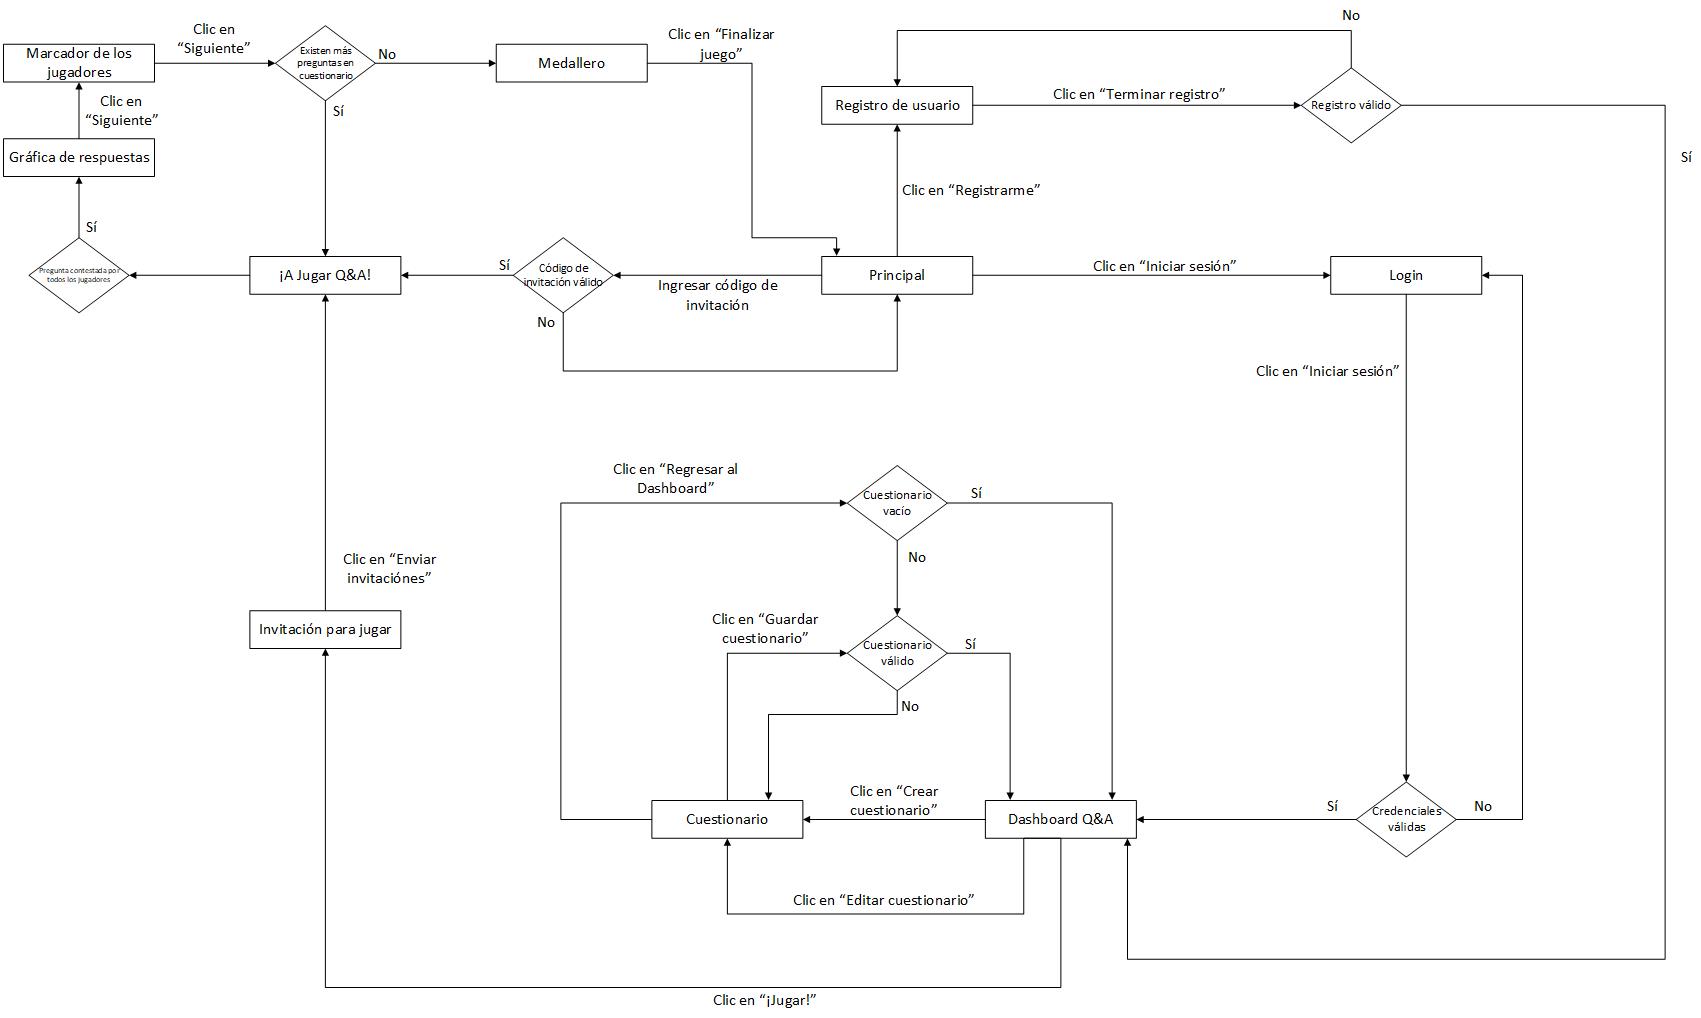 No
Clic en
“Siguiente”
Marcador de los
jugadores
Existen más
preguntas en
cuestionario
No
Medallero
Clic en “Finalizar
juego”
Clic en
“Siguiente”
Sí
Registro de usuario
Clic en “Terminar registro”
Registro válido
Sí
Gráfica de respuestas
Clic en “Registrarme”
Sí
Pregunta contestada por
todos los jugadores
¡A Jugar Q&A!
Sí
Código de
invitación válido
No
Ingresar código de
invitación
Principal
Clic en “Iniciar sesión”
Login
Clic en “Iniciar sesión”
Clic en “Regresar al
Dashboard”
Cuestionario
vacío
Sí
No
Clic en “Enviar
invitaciónes”
Invitación para jugar
Clic en “Guardar
cuestionario”
Cuestionario
válido
Sí
No
Cuestionario
Clic en “Crear
cuestionario”
Dashboard Q&A
Sí
Credenciales
válidas
No
Clic en “Editar cuestionario”
Clic en “¡Jugar!”